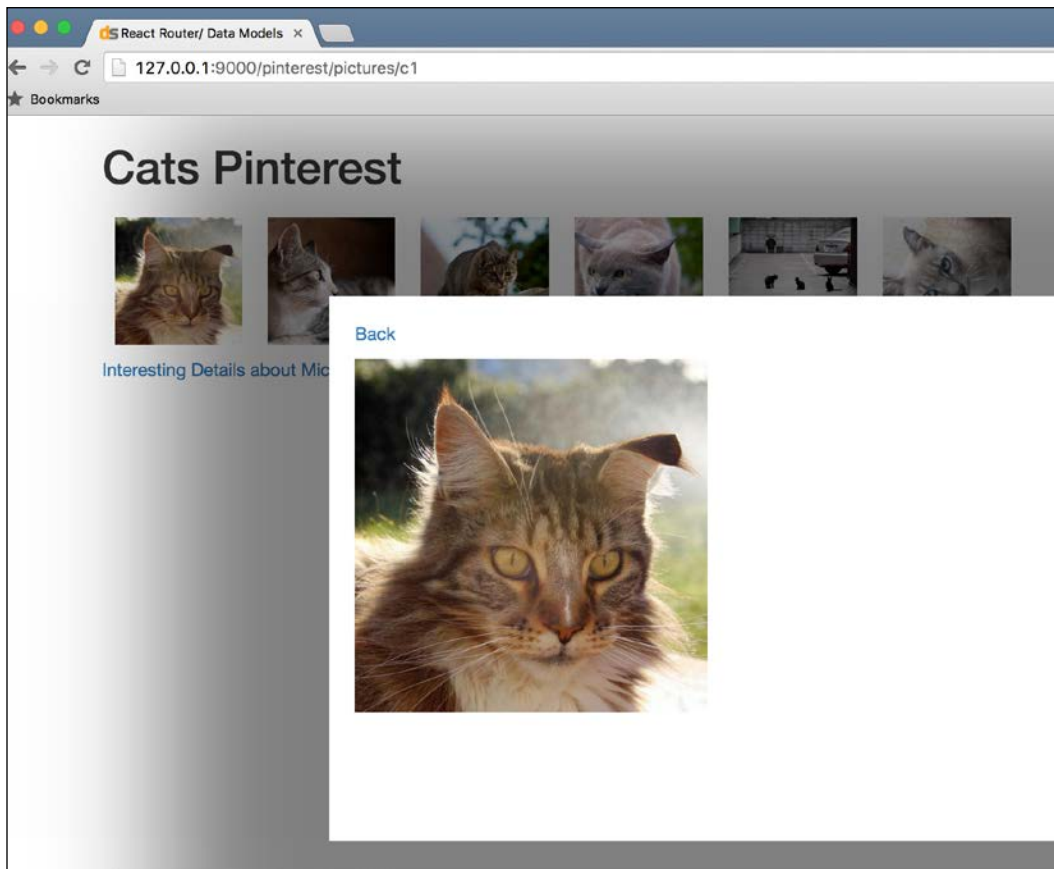 React Router/ Data Models
127.0.0.1:9000/pinterest/pictures/c1
Bookmarks
Cats Pinterest
Back
Interesting Details about Mic